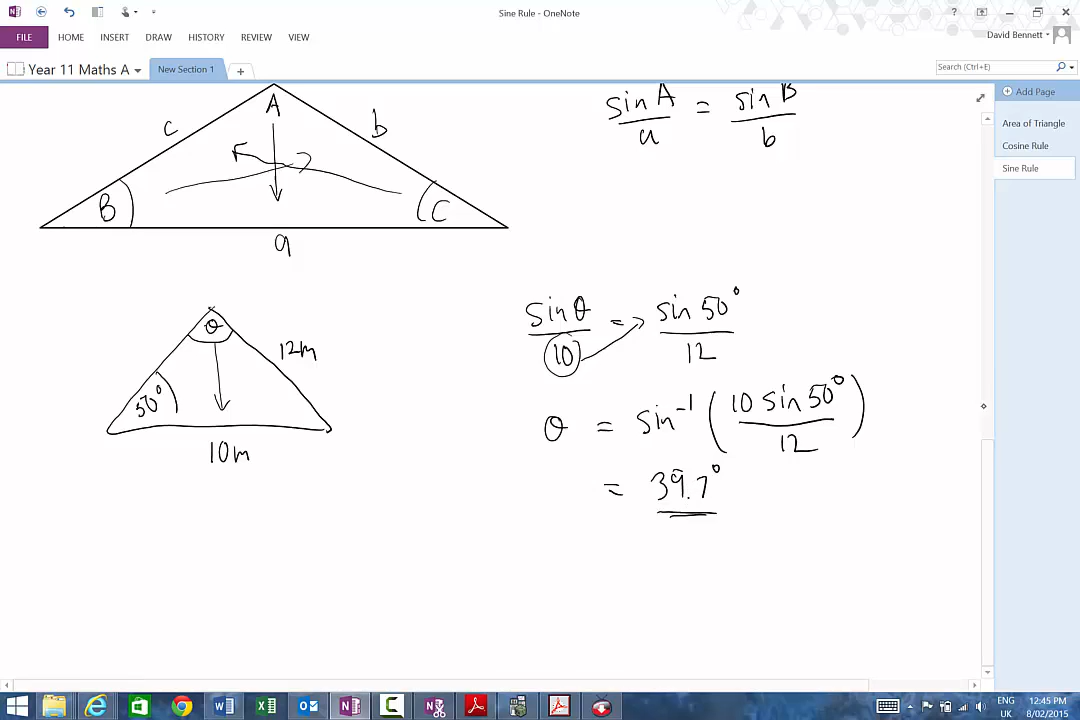 Sine Rule - OneNote
?
FILE HOME INSERT DRAW HISTORY REVIEW VIEW
David Bennett
Year 11 Maths A
New Section 1
+
Search (Ctrl+E)
Add Page
Area of Triangle
Cosine Rule
Sine Rule
A
c
b
B
C
a
sin A / a = sin B / b
θ
12m
50°
10m
sin θ / 10 = sin 50° / 12
θ = sin⁻¹ (10 sin 50° / 12)
= 39.7°
ENG
UK
12:45 PM
8/02/2015